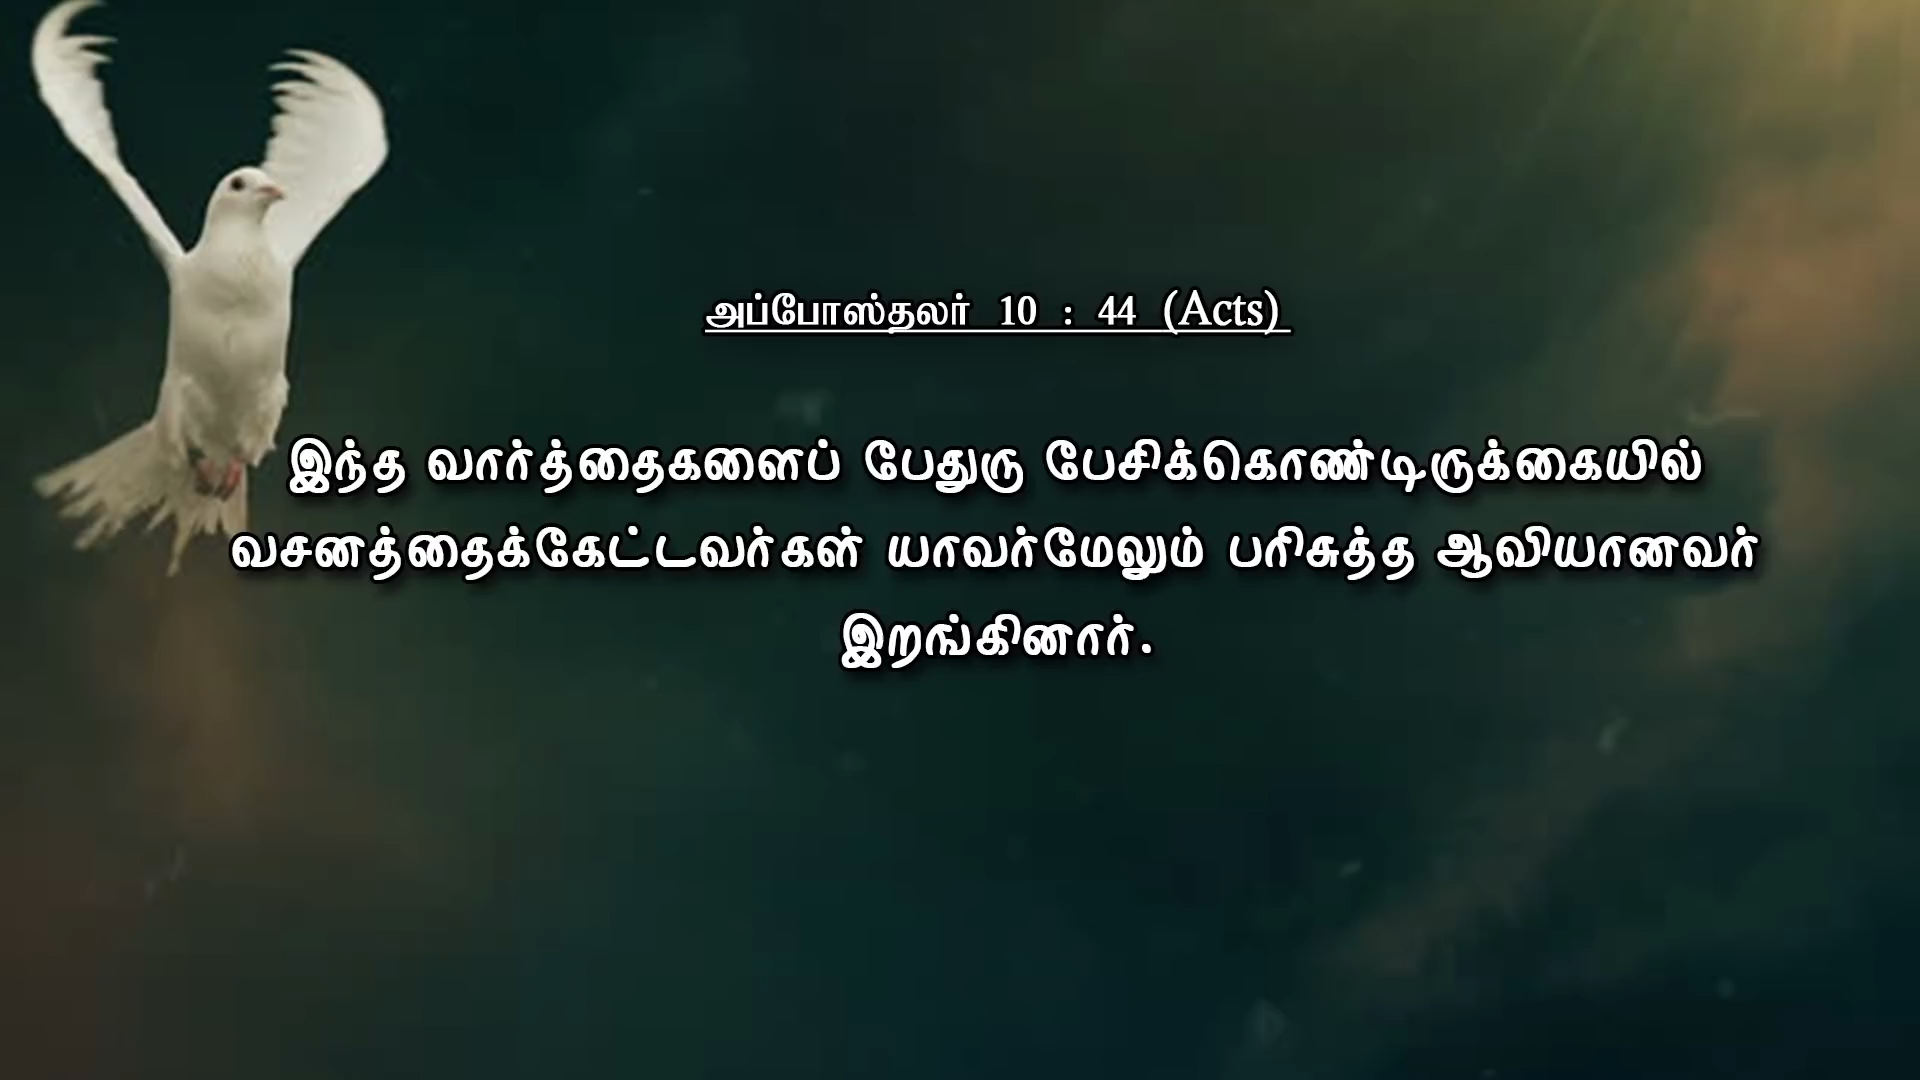 அப்போஸ்தலர் 10 : 44 (Acts)
இந்த வார்த்தைகளைப் பேதுரு பேசிக்கொண்டிருக்கையில்
வசனத்தைக்கேட்டவர்கள் யாவர்மேலும் பரிசுத்த ஆவியானவர்
இறங்கினார்.